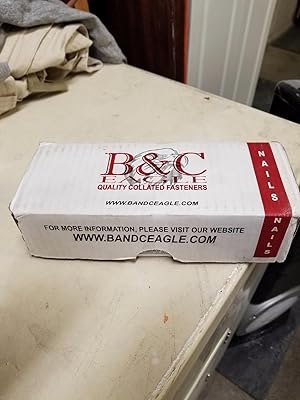 B&C
EAGLE
QUALITY COLLATED FASTENERS
WWW.BANDCEAGLE.COM
NAILS
FOR MORE INFORMATION, PLEASE VISIT OUR WEBSITE
WWW.BANDCEAGLE.COM
NAILS